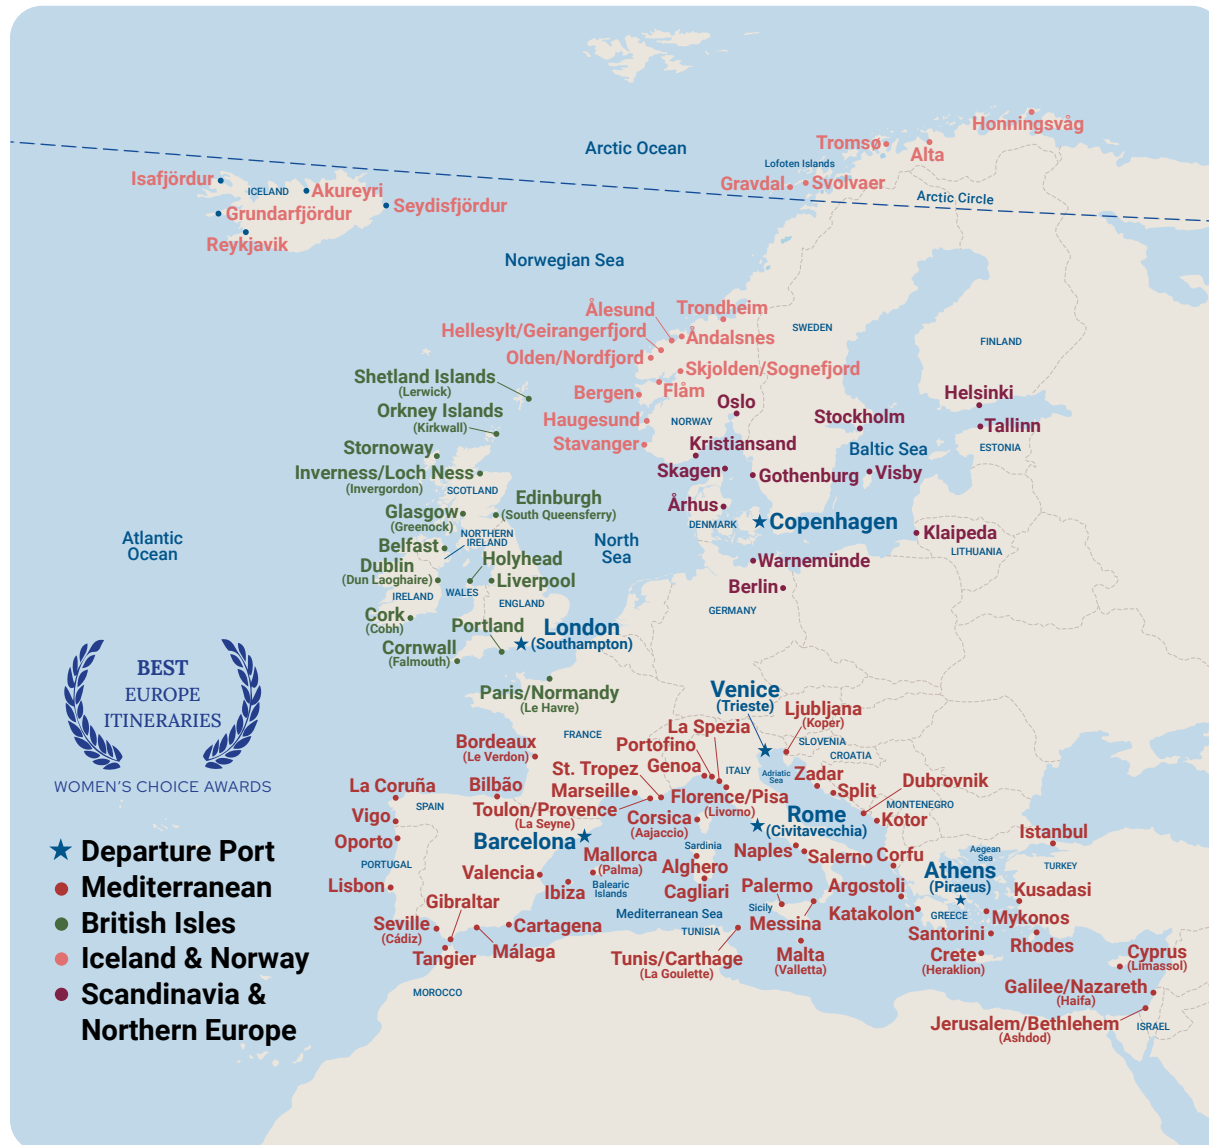 Arctic Ocean
Honningsvåg
Tromsø
Alta
Lofoten Islands
Gravdal
Svolvaer
Arctic Circle
Isafjördur
ICELAND
Akureyri
Seydisfjördur
Grundarfjördur
Reykjavik
Norwegian Sea
Ålesund
Trondheim
Hellesylt/Geirangerfjord
Åndalsnes
SWEDEN
FINLAND
Olden/Nordfjord
Skjolden/Sognefjord
Shetland Islands
(Lerwick)
Bergen
Flåm
Helsinki
Orkney Islands
(Kirkwall)
Oslo
Haugesund
NORWAY
Stockholm
Tallinn
Stornoway
Stavanger
Kristiansand
Baltic Sea
ESTONIA
Inverness/Loch Ness
(Invergordon)
SCOTLAND
Skagen
Gothenburg
Visby
Edinburgh
(South Queensferry)
Århus
Glasgow
(Greenock)
DENMARK
Copenhagen
NORTHERN
IRELAND
Klaipeda
LITHUANIA
Atlantic
Ocean
North
Sea
Belfast
Holyhead
Warnemünde
Dublin
(Dun Laoghaire)
Liverpool
Berlin
IRELAND
WALES
ENGLAND
GERMANY
Cork
(Cobh)
Portland
London
(Southampton)
Cornwall
(Falmouth)
BEST
EUROPE
ITINERARIES
WOMEN'S CHOICE AWARDS
Paris/Normandy
(Le Havre)
Venice
(Trieste)
Ljubljana
(Koper)
La Spezia
FRANCE
SLOVENIA
CROATIA
Bordeaux
(Le Verdon)
Portofino
Genoa
ITALY
Adriatic
Sea
St. Tropez
Zadar
Dubrovnik
La Coruña
Bilbão
Marseille
Split
SPAIN
Toulon/Provence
(La Seyne)
Florence/Pisa
(Livorno)
MONTENEGRO
Vigo
Corsica
(Aajaccio)
Rome
(Civitavecchia)
Kotor
Oporto
Barcelona
Sardinia
Istanbul
Mallorca
(Palma)
Naples
Salerno
Corfu
Aegean
Sea
PORTUGAL
Alghero
Athens
(Piraeus)
TURKEY
Valencia
Lisbon
Ibiza
Balearic
Islands
Cagliari
Palermo
Argostoli
Kusadasi
Gibraltar
Mediterranean Sea
Sicily
Katakolon
GREECE
Mykonos
Seville
(Cádiz)
Cartagena
TUNISIA
Messina
Santorini
Rhodes
Tangier
Málaga
Tunis/Carthage
(La Goulette)
Malta
(Valletta)
Crete
(Heraklion)
Cyprus
(Limassol)
MOROCCO
Galilee/Nazareth
(Haifa)
Jerusalem/Bethlehem
(Ashdod)
ISRAEL
Departure Port
Mediterranean
British Isles
Iceland & Norway
Scandinavia &
Northern Europe